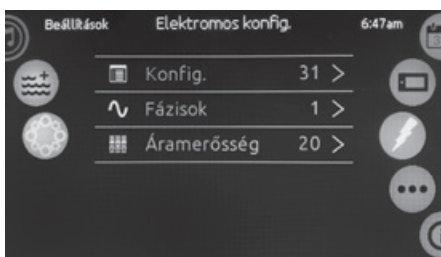 Beállítások Elektromos konfig. 6:47am
Konfig. 31 >
Fázisok 1 >
Áramerősség 20 >